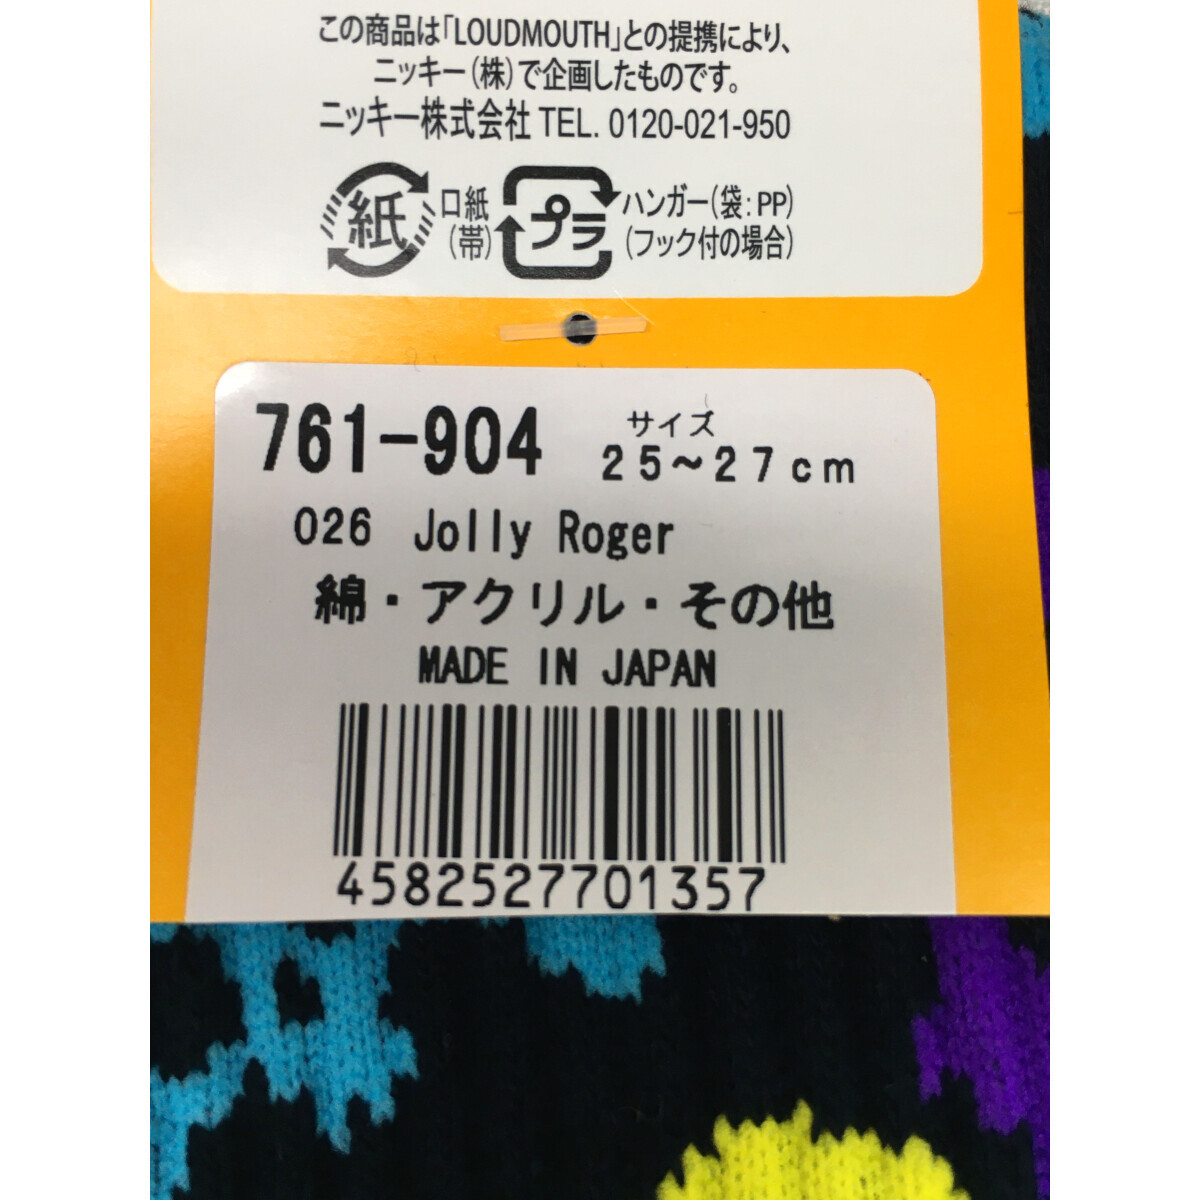 この商品は「LOUDMOUTH」との提携により、
ニッキー(株)で企画したものです。
ニッキー株式会社 TEL. 0120-021-950
紙 口紙(帯) プラ ハンガー(袋:PP)(フック付の場合)
761-904 サイズ 25~27cm
026 Jolly Roger
綿・アクリル・その他
MADE IN JAPAN
4582527701357